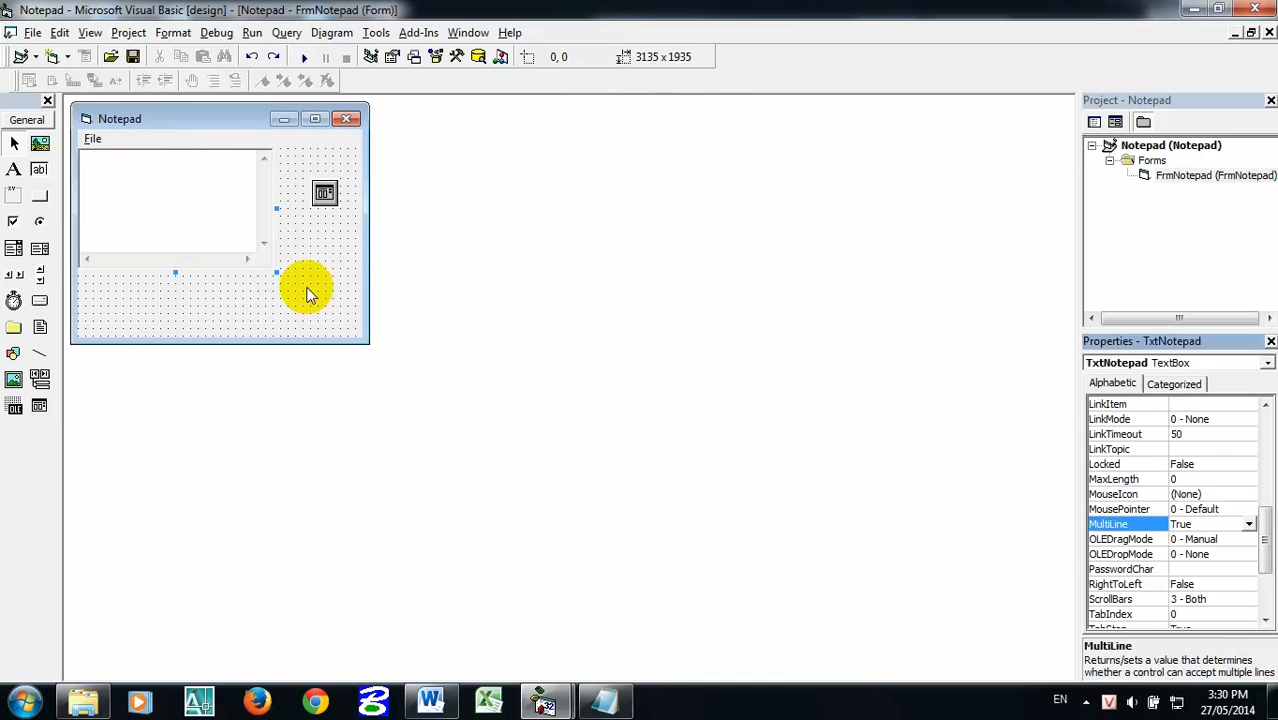 Notepad - Microsoft Visual Basic [design] - [Notepad - FrmNotepad (Form)]
File Edit View Project Format Debug Run Query Diagram Tools Add-Ins Window Help
0, 0 3135 x 1935
General
Notepad
File
Project - Notepad
Notepad (Notepad)
Forms
FrmNotepad (FrmNotepad)
Properties - TxtNotepad
TxtNotepad TextBox
Alphabetic Categorized
LinkItem
LinkMode 0 - None
LinkTimeout 50
LinkTopic
Locked False
MaxLength 0
MouseIcon (None)
MousePointer 0 - Default
MultiLine True
OLEDragMode 0 - Manual
OLEDropMode 0 - None
PasswordChar
RightToLeft False
ScrollBars 3 - Both
TabIndex 0
TabStop True
MultiLine
Returns/sets a value that determines
whether a control can accept multiple lines
EN 3:30 PM
27/05/2014